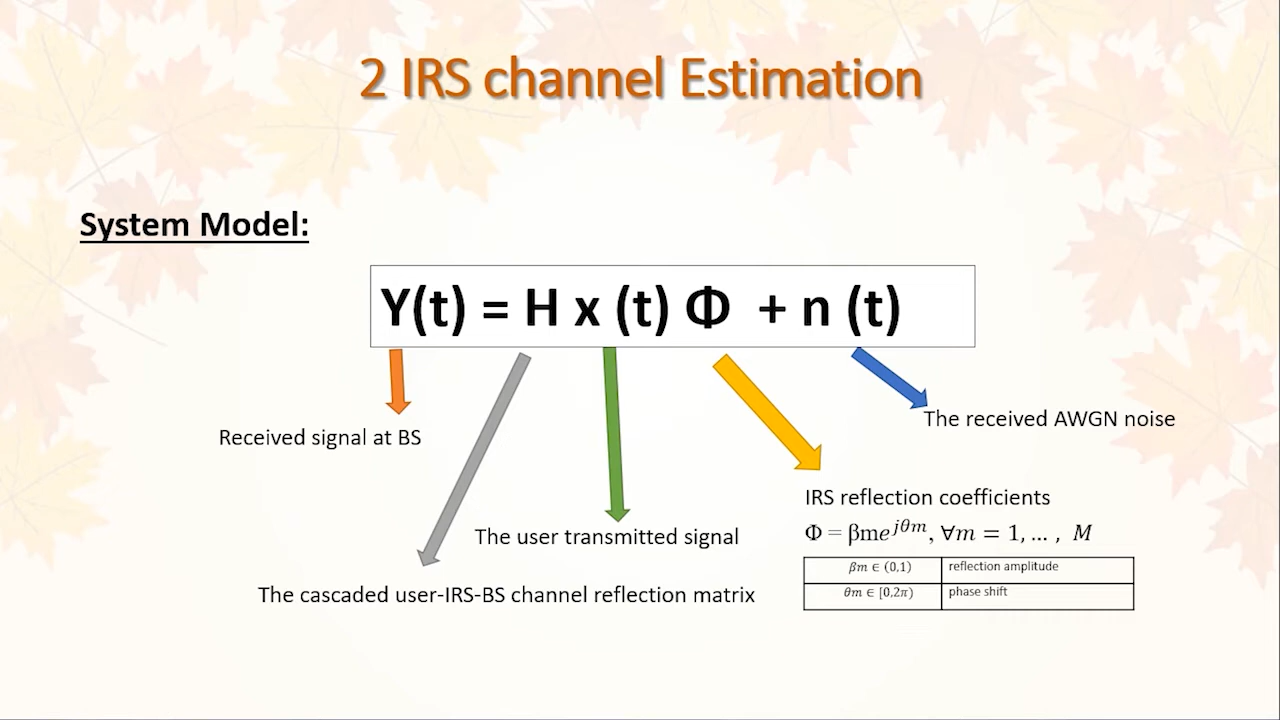 2 IRS channel Estimation
System Model:
Y(t) = H x (t) Φ + n (t)
The received AWGN noise
Received signal at BS
IRS reflection coefficients
The user transmitted signal
Φ = βme^{jθm}, ∀m = 1, … , M
βm ∈ (0,1) reflection amplitude
The cascaded user-IRS-BS channel reflection matrix
θm ∈ [0,2π) phase shift